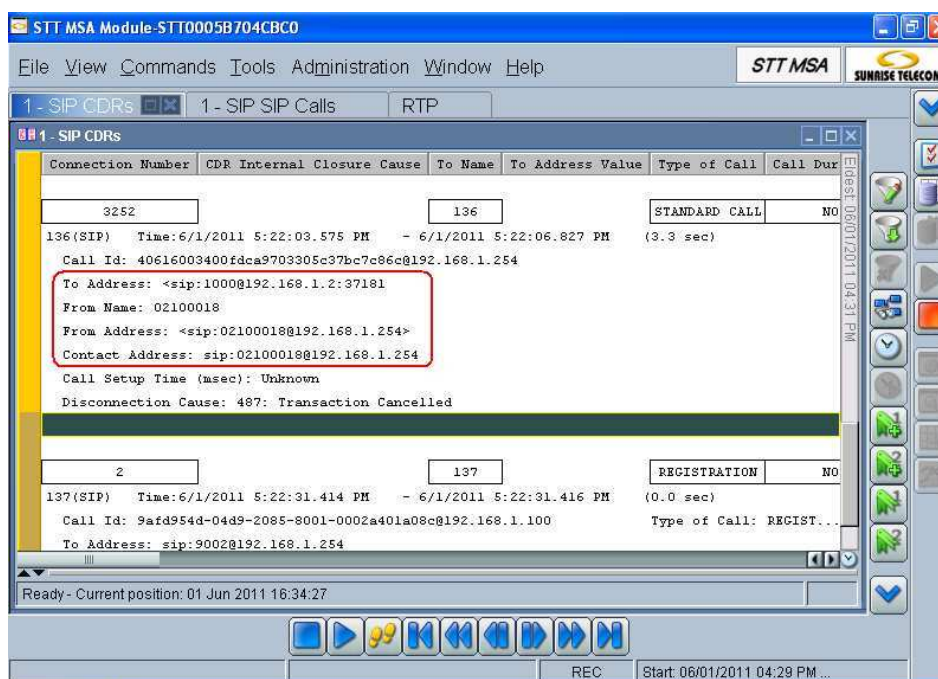 STT MSA Module-STT0005B704CBC0
File View Commands Tools Administration Window Help
STT MSA
SUNRISE TELECOM
1 - SIP CDRs 1 - SIP SIP Calls RTP
1 - SIP CDRs
Connection Number CDR Internal Closure Cause To Name To Address Value Type of Call Call Dur
Eldest: 06/01/2011 04:31 PM
3252 136 STANDARD CALL NO
136(SIP) Time:6/1/2011 5:22:03.575 PM - 6/1/2011 5:22:06.827 PM (3.3 sec)
Call Id: 40616003400fdca9703305c37bc7c86c@192.168.1.254
To Address: <sip:1000@192.168.1.2:37181
From Name: 02100018
From Address: <sip:02100018@192.168.1.254>
Contact Address: sip:02100018@192.168.1.254
Call Setup Time (msec): Unknown
Disconnection Cause: 487: Transaction Cancelled
2 137 REGISTRATION NO
137(SIP) Time:6/1/2011 5:22:31.414 PM - 6/1/2011 5:22:31.416 PM (0.0 sec)
Call Id: 9afd954d-04d9-2085-8001-0002a401a08c@192.168.1.100 Type of Call: REGIST...
To Address: sip:9002@192.168.1.254
Ready - Current position: 01 Jun 2011 16:34:27
REC Start: 06/01/2011 04:29 PM ...